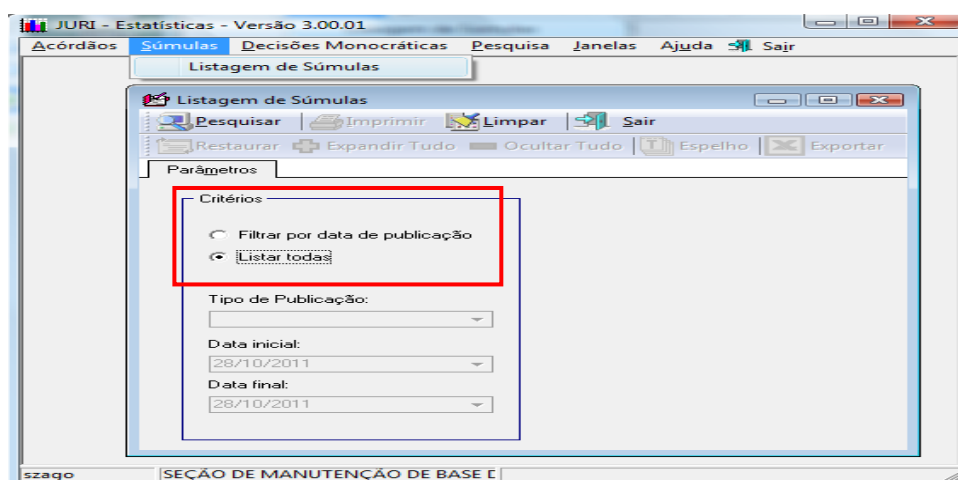 JURI - Estatísticas - Versão 3.00.01
Acórdãos Súmulas Decisões Monocráticas Pesquisa Janelas Ajuda Sair
Listagem de Súmulas
Listagem de Súmulas
Pesquisar Imprimir Limpar Sair
Restaurar Expandir Tudo Ocultar Tudo Espelho Exportar
Parâmetros
Critérios
Filtrar por data de publicação
Listar todas
Tipo de Publicação:
Data inicial:
28/10/2011
Data final:
28/10/2011
szago SEÇÃO DE MANUTENÇÃO DE BASE D